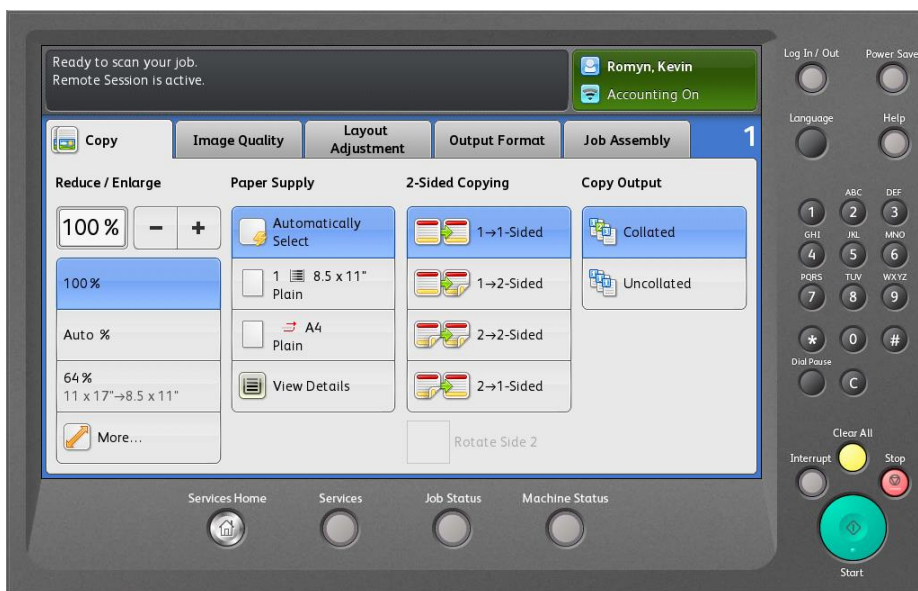 Ready to scan your job.
Remote Session is active.
Romyn, Kevin
Accounting On
Copy
Image Quality
Layout
Adjustment
Output Format
Job Assembly
1
Reduce / Enlarge
Paper Supply
2-Sided Copying
Copy Output
100 %
−
+
100 %
Auto %
64 %
11 x 17"→8.5 x 11"
More...
Automatically
Select
1 8.5 x 11"
Plain
A4
Plain
View Details
1→1-Sided
1→2-Sided
2→2-Sided
2→1-Sided
Rotate Side 2
Collated
Uncollated
Services Home
Services
Job Status
Machine Status
Log In / Out
Power Save
Language
Help
ABC
DEF
1
2
3
GHI
JKL
MNO
4
5
6
PQRS
TUV
WXYZ
7
8
9
*
0
#
Dial Pause
C
Clear All
Interrupt
Stop
Start